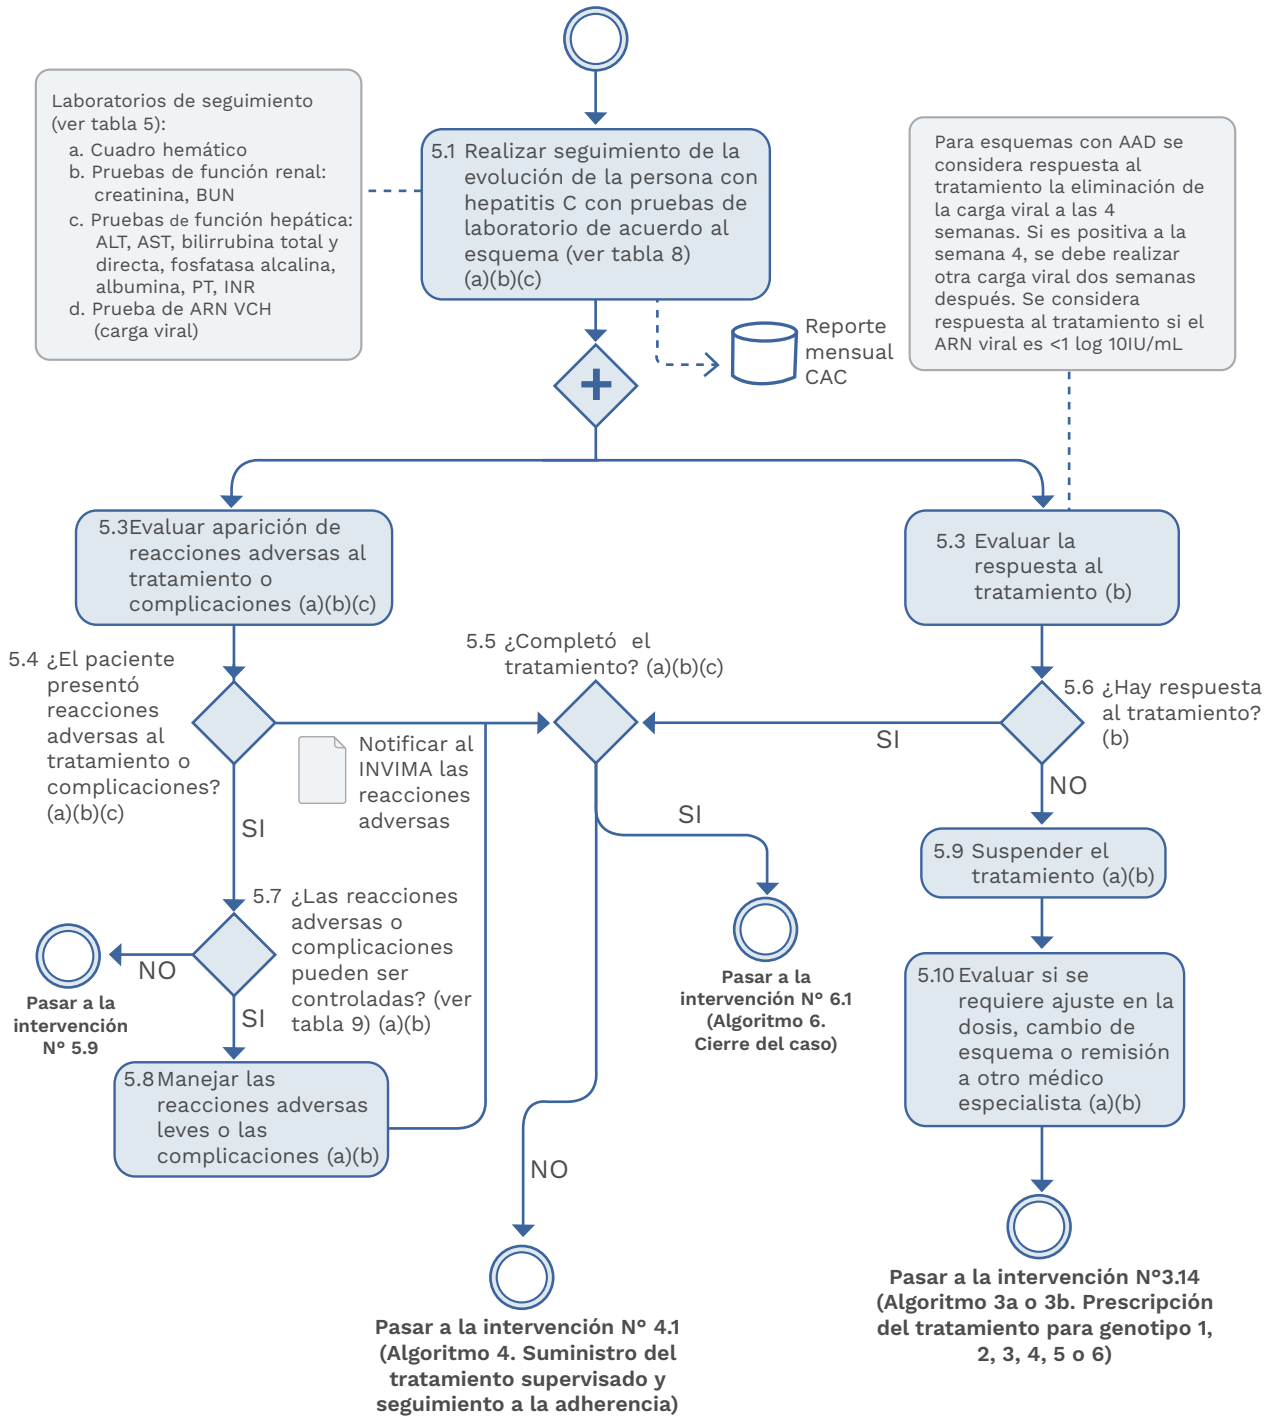 Laboratorios de seguimiento
(ver tabla 5):
a. Cuadro hemático
b. Pruebas de función renal:
creatinina, BUN
c. Pruebas de función hepática:
ALT, AST, bilirrubina total y
directa, fosfatasa alcalina,
albumina, PT, INR
d. Prueba de ARN VCH
(carga viral)
5.1 Realizar seguimiento de la
evolución de la persona con
hepatitis C con pruebas de
laboratorio de acuerdo al
esquema (ver tabla 8)
(a)(b)(c)
Para esquemas con AAD se
considera respuesta al
tratamiento la eliminación de
la carga viral a las 4
semanas. Si es positiva a la
semana 4, se debe realizar
otra carga viral dos semanas
después. Se considera
respuesta al tratamiento si el
ARN viral es <1 log 10IU/mL
Reporte
mensual
CAC
5.3Evaluar aparición de
reacciones adversas al
tratamiento o
complicaciones (a)(b)(c)
5.3 Evaluar la
respuesta al
tratamiento (b)
5.4 ¿El paciente
presentó
reacciones
adversas al
tratamiento o
complicaciones?
(a)(b)(c)
5.5 ¿Completó el
tratamiento? (a)(b)(c)
5.6 ¿Hay respuesta
al tratamiento?
(b)
Notificar al
INVIMA las
reacciones
adversas
SI
NO
SI
SI
5.9 Suspender el
tratamiento (a)(b)
5.7 ¿Las reacciones
adversas o
complicaciones
pueden ser
controladas? (ver
tabla 9) (a)(b)
NO
SI
Pasar a la
intervención
N° 5.9
Pasar a la
intervención N° 6.1
(Algoritmo 6.
Cierre del caso)
5.10 Evaluar si se
requiere ajuste en la
dosis, cambio de
esquema o remisión
a otro médico
especialista (a)(b)
5.8 Manejar las
reacciones adversas
leves o las
complicaciones (a)(b)
NO
Pasar a la intervención N°3.14
(Algoritmo 3a o 3b. Prescripción
del tratamiento para genotipo 1,
2, 3, 4, 5 o 6)
Pasar a la intervención N° 4.1
(Algoritmo 4. Suministro del
tratamiento supervisado y
seguimiento a la adherencia)